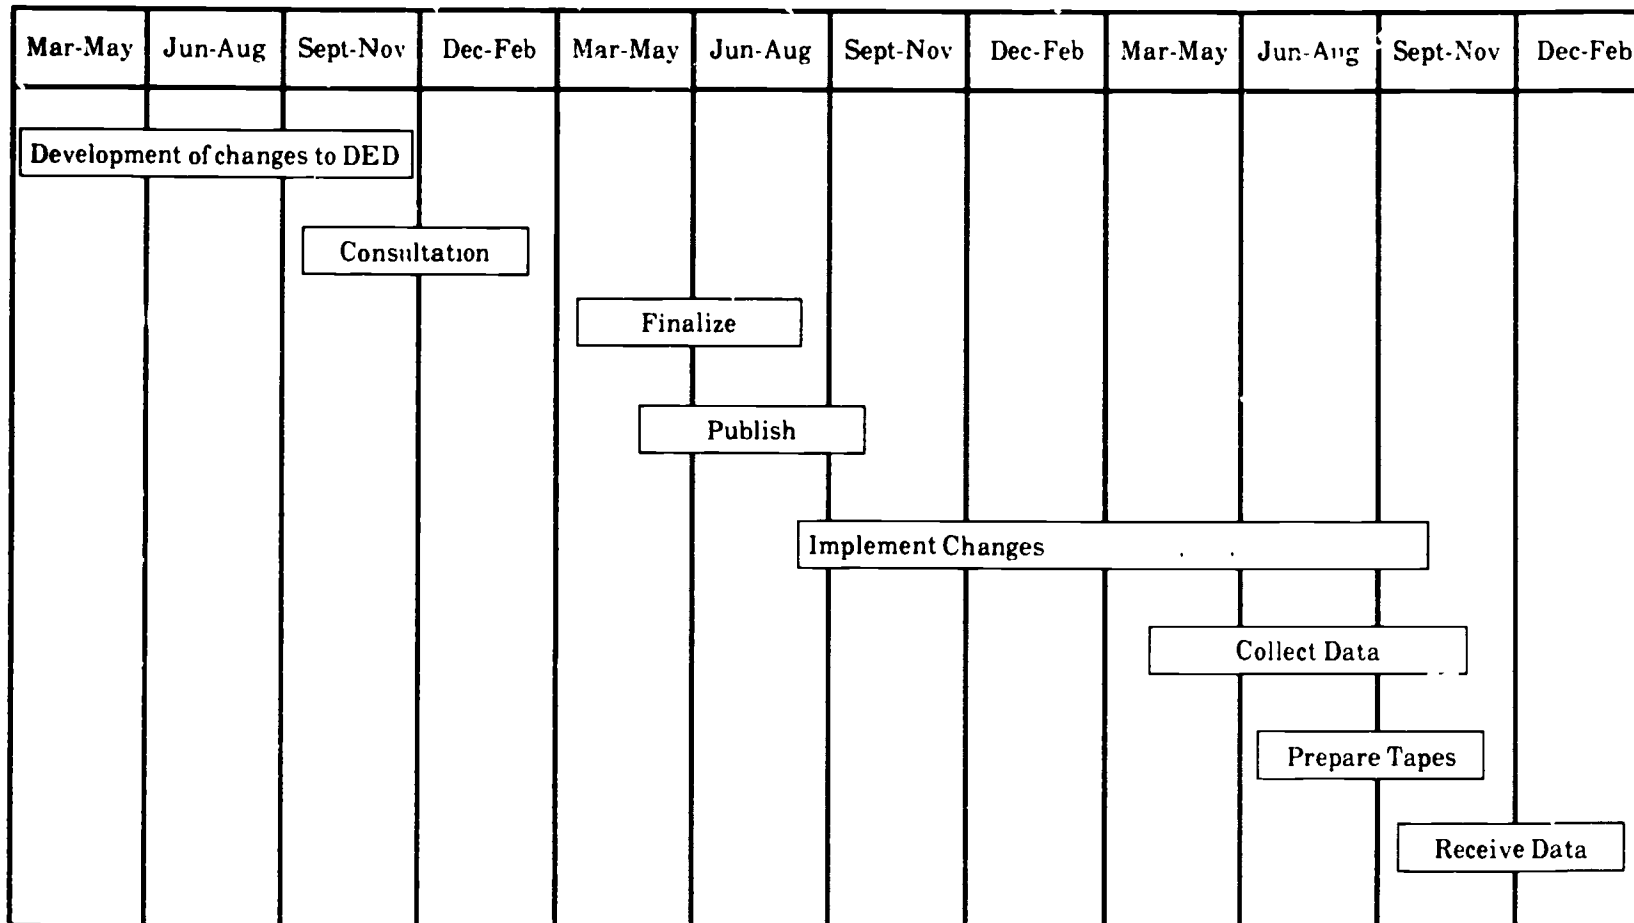 Mar-May Jun-Aug Sept-Nov Dec-Feb Mar-May Jun-Aug Sept-Nov Dec-Feb Mar-May Jun-Aug Sept-Nov Dec-Feb
Development of changes to DED
Consultation
Finalize
Publish
Implement Changes
Collect Data
Prepare Tapes
Receive Data